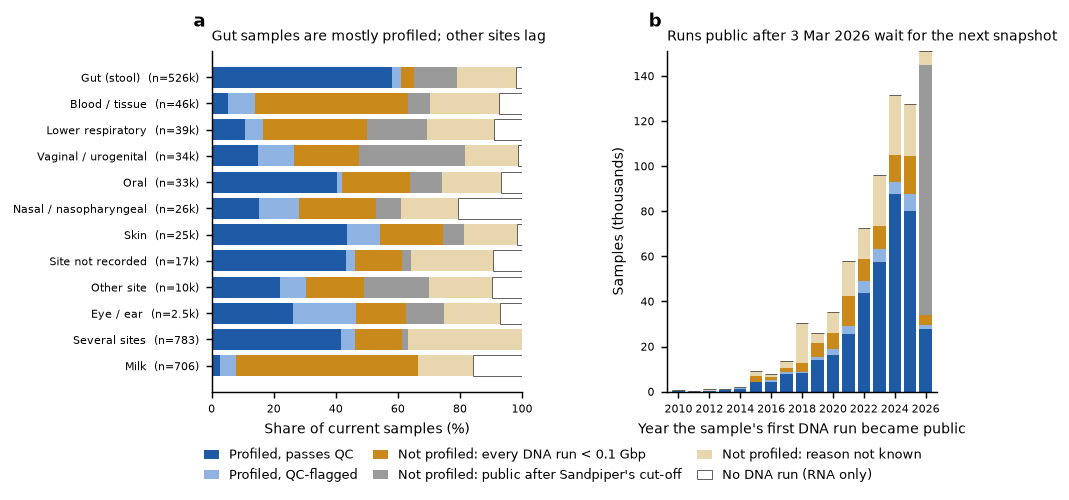 a
Gut samples are mostly profiled; other sites lag
Gut (stool) (n=526k)
Blood / tissue (n=46k)
Lower respiratory (n=39k)
Vaginal / urogenital (n=34k)
Oral (n=33k)
Nasal / nasopharyngeal (n=26k)
Skin (n=25k)
Site not recorded (n=17k)
Other site (n=10k)
Eye / ear (n=2.5k)
Several sites (n=783)
Milk (n=706)
0 20 40 60 80 100
Share of current samples (%)
b
Runs public after 3 Mar 2026 wait for the next snapshot
Samples (thousands)
140
120
100
80
60
40
20
0
2010 2012 2014 2016 2018 2020 2022 2024 2026
Year the sample's first DNA run became public
Profiled, passes QC
Profiled, QC-flagged
Not profiled: every DNA run < 0.1 Gbp
Not profiled: public after Sandpiper's cut-off
Not profiled: reason not known
No DNA run (RNA only)